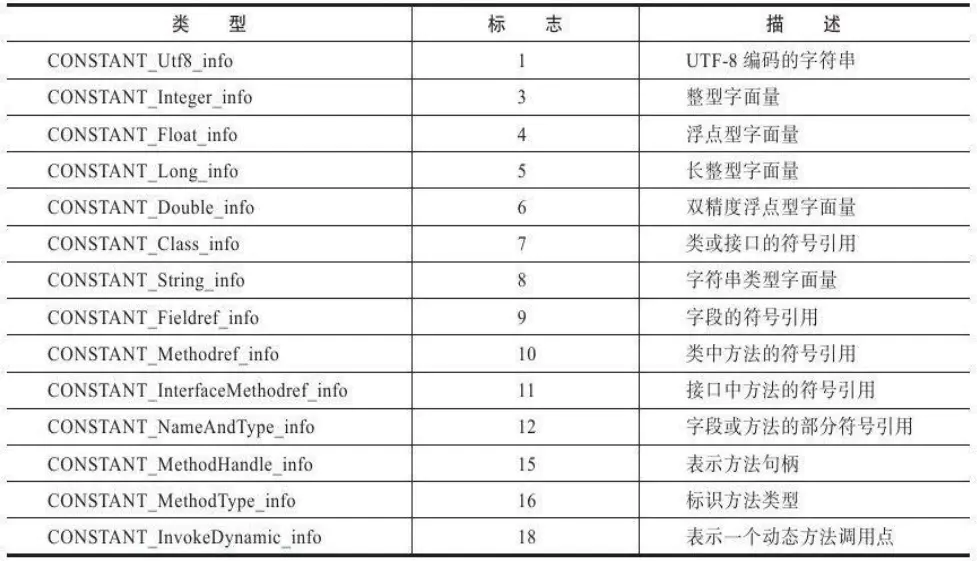 类 型 标 志 描 述
CONSTANT_Utf8_info 1 UTF-8 编码的字符串
CONSTANT_Integer_info 3 整型字面量
CONSTANT_Float_info 4 浮点型字面量
CONSTANT_Long_info 5 长整型字面量
CONSTANT_Double_info 6 双精度浮点型字面量
CONSTANT_Class_info 7 类或接口的符号引用
CONSTANT_String_info 8 字符串类型字面量
CONSTANT_Fieldref_info 9 字段的符号引用
CONSTANT_Methodref_info 10 类中方法的符号引用
CONSTANT_InterfaceMethodref_info 11 接口中方法的符号引用
CONSTANT_NameAndType_info 12 字段或方法的部分符号引用
CONSTANT_MethodHandle_info 15 表示方法句柄
CONSTANT_MethodType_info 16 标识方法类型
CONSTANT_InvokeDynamic_info 18 表示一个动态方法调用点